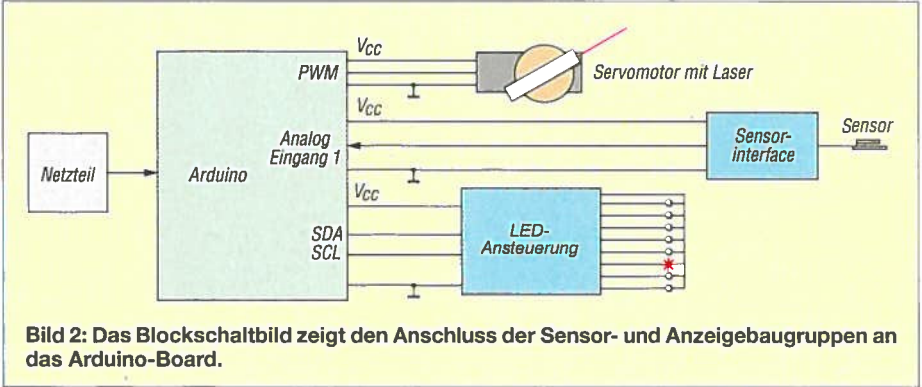 VCC
PWM
Servomotor mit Laser
VCC
Analog
Eingang 1
Sensor-
interface
Sensor
Netzteil
Arduino
VCC
SDA
SCL
LED-
Ansteuerung
Bild 2: Das Blockschaltbild zeigt den Anschluss der Sensor- und Anzeigebaugruppen an
das Arduino-Board.